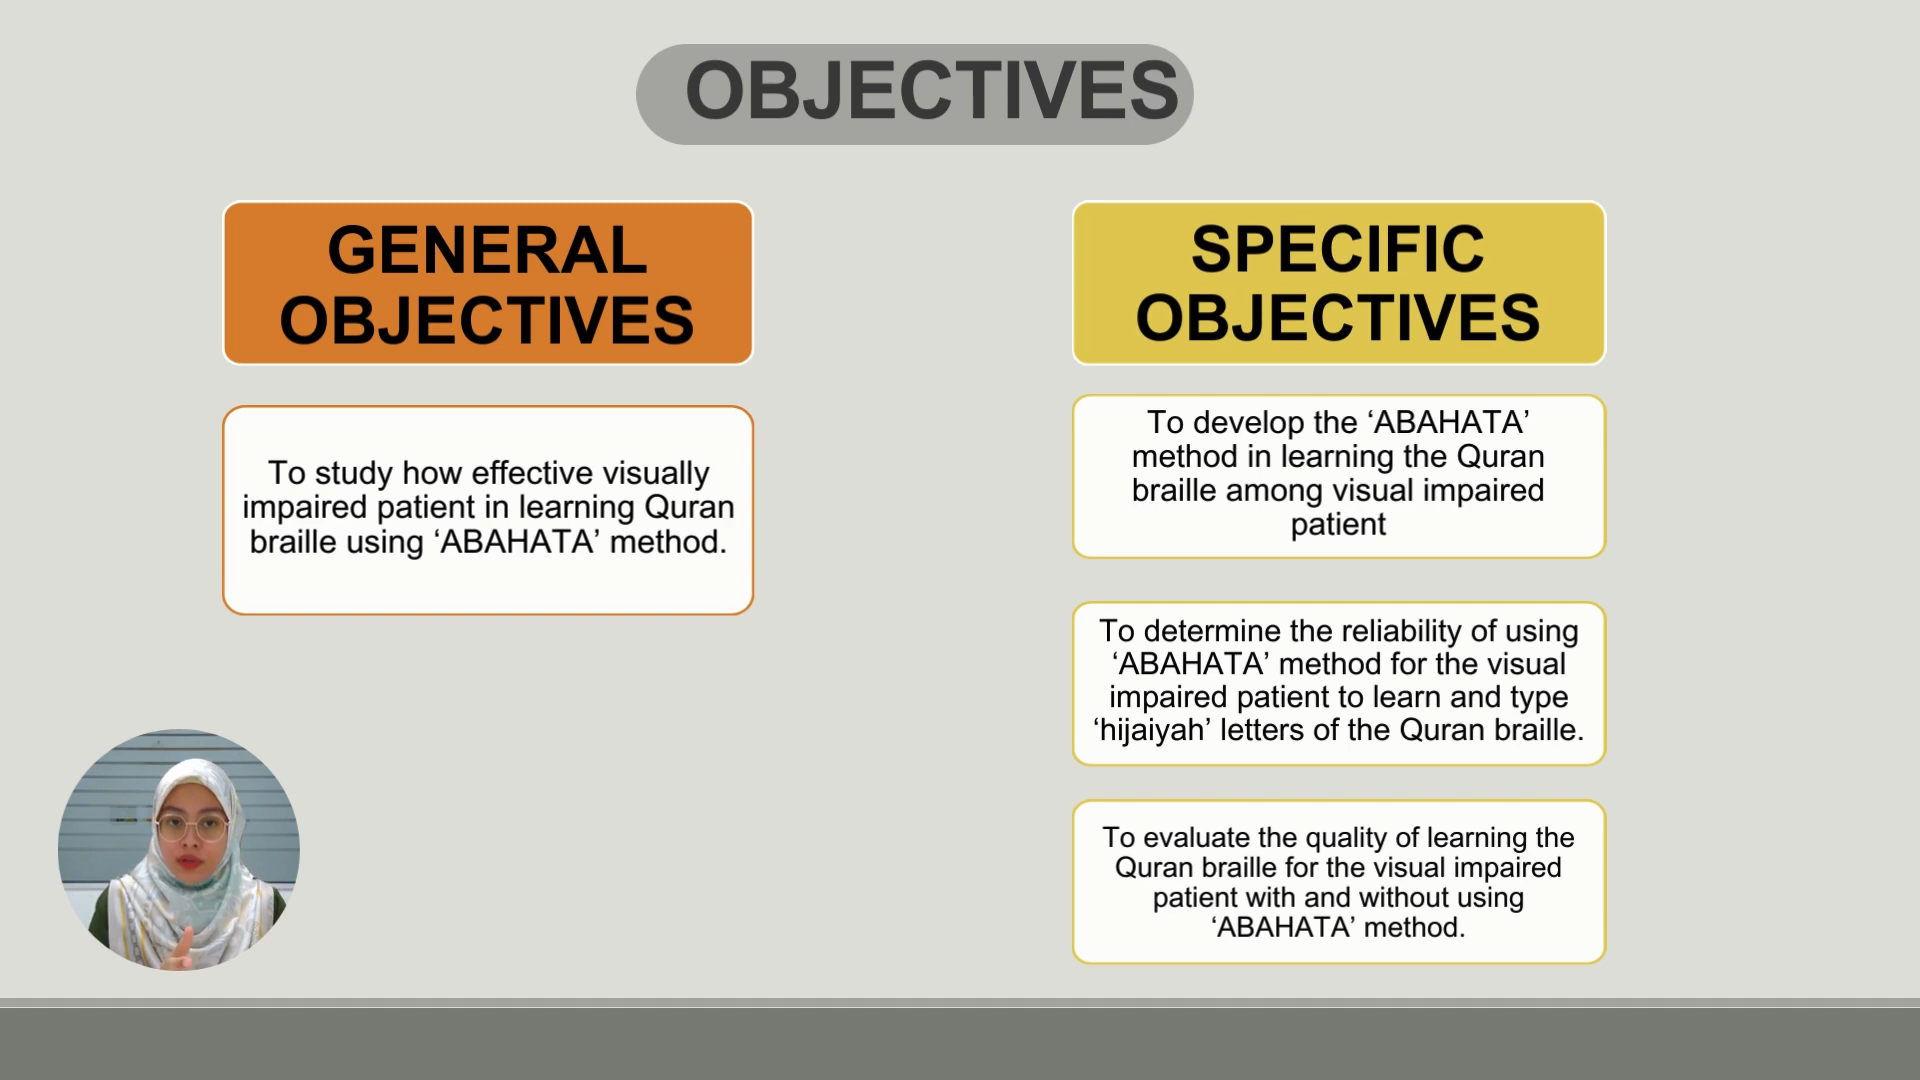 OBJECTIVES
GENERAL
OBJECTIVES
To study how effective visually
impaired patient in learning Quran
braille using ‘ABAHATA’ method.
SPECIFIC
OBJECTIVES
To develop the ‘ABAHATA’
method in learning the Quran
braille among visual impaired
patient
To determine the reliability of using
‘ABAHATA’ method for the visual
impaired patient to learn and type
‘hijaiyah’ letters of the Quran braille.
To evaluate the quality of learning the
Quran braille for the visual impaired
patient with and without using
‘ABAHATA’ method.